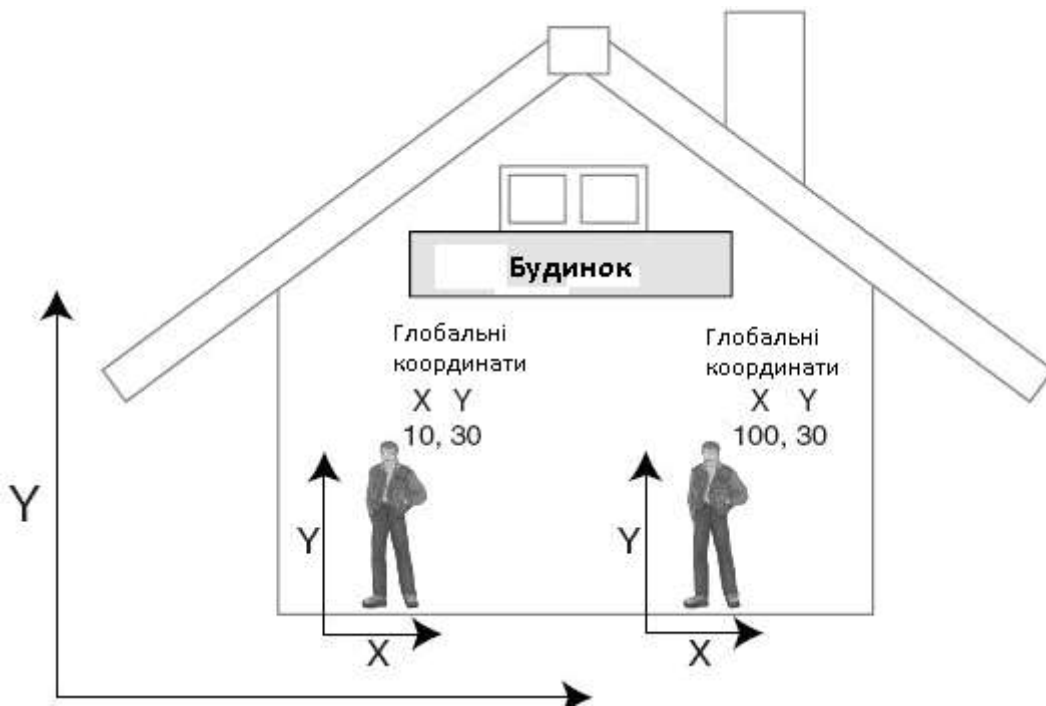 Будинок
Глобальні
координати
X Y
10, 30
Глобальні
координати
X Y
100, 30
Y
Y
X
Y
X